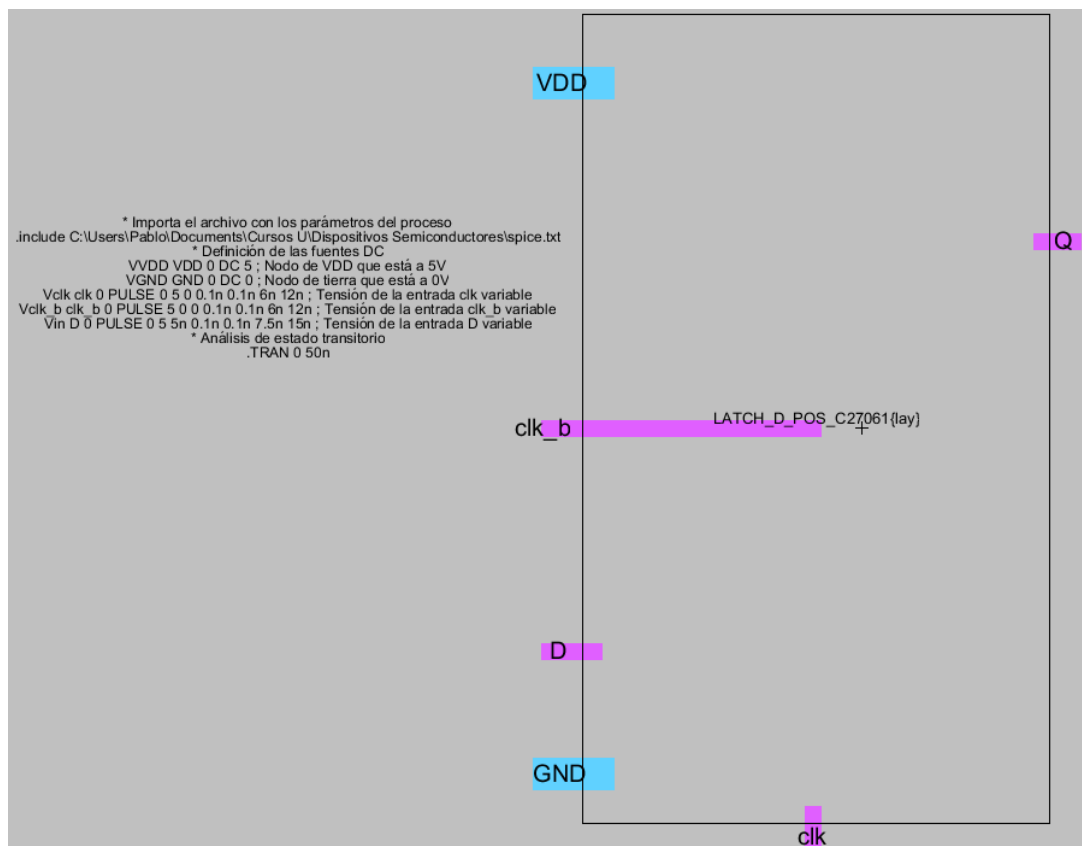 VDD
* Importa el archivo con los parámetros del proceso
.include C:\Users\Pablo\Documents\Cursos U\Dispositivos Semiconductores\spice.txt
* Definición de las fuentes DC
VVDD VDD 0 DC 5 ; Nodo de VDD que está a 5V
VGND GND 0 DC 0 ; Nodo de tierra que está a 0V
Vclk clk 0 PULSE 0 5 0 0.1n 0.1n 6n 12n ; Tensión de la entrada clk variable
Vclk_b clk_b 0 PULSE 5 0 0 0.1n 0.1n 6n 12n ; Tensión de la entrada clk_b variable
Vin D 0 PULSE 0 5 5n 0.1n 0.1n 7.5n 15n ; Tensión de la entrada D variable
* Análisis de estado transitorio
.TRAN 0 50n
Q
LATCH_D_POS_C27061{lay}
clk_b
D
GND
clk